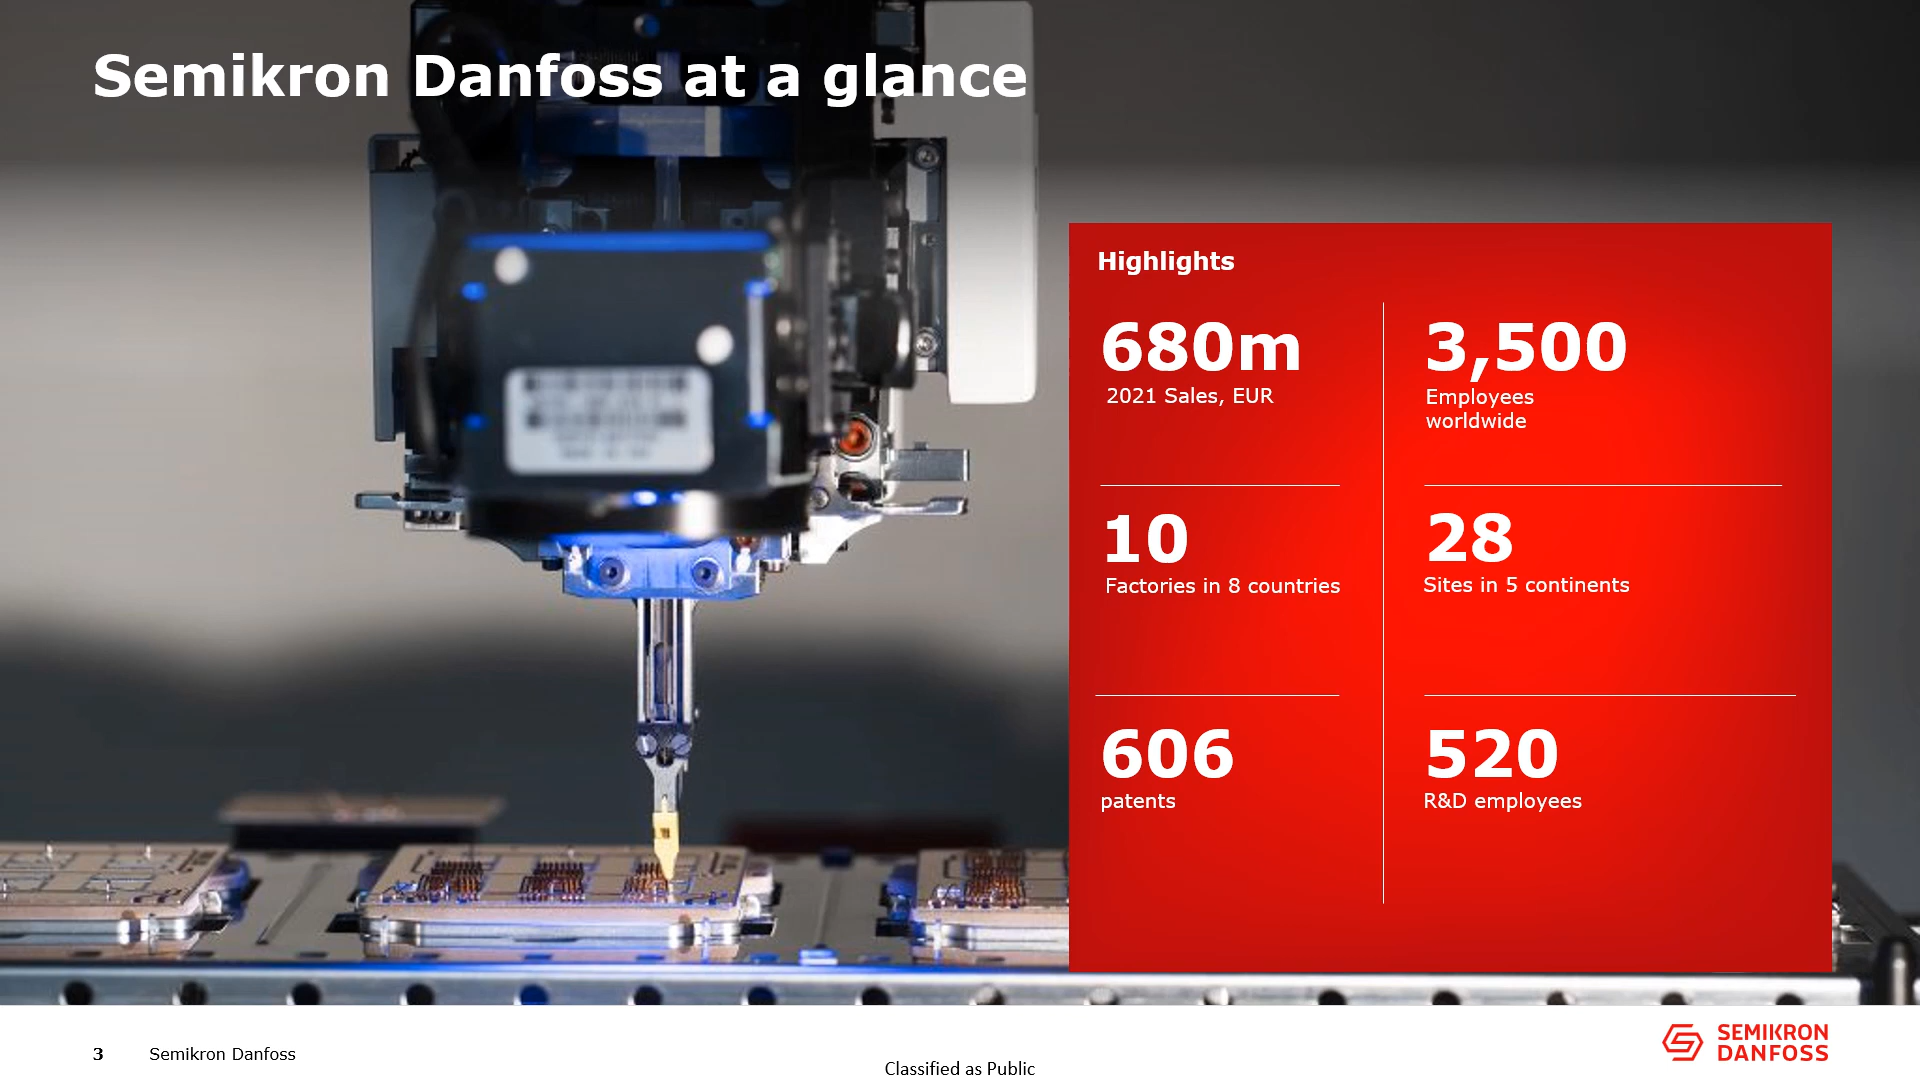 Semikron Danfoss at a glance
Highlights
680m
2021 Sales, EUR
3,500
Employees
worldwide
10
Factories in 8 countries
28
Sites in 5 continents
606
patents
520
R&D employees
3 Semikron Danfoss
Classified as Public
SEMIKRON
DANFOSS